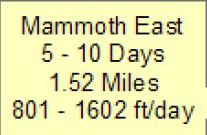 Mammoth East
5 - 10 Days
1.52 Miles
801 - 1602 ft/day